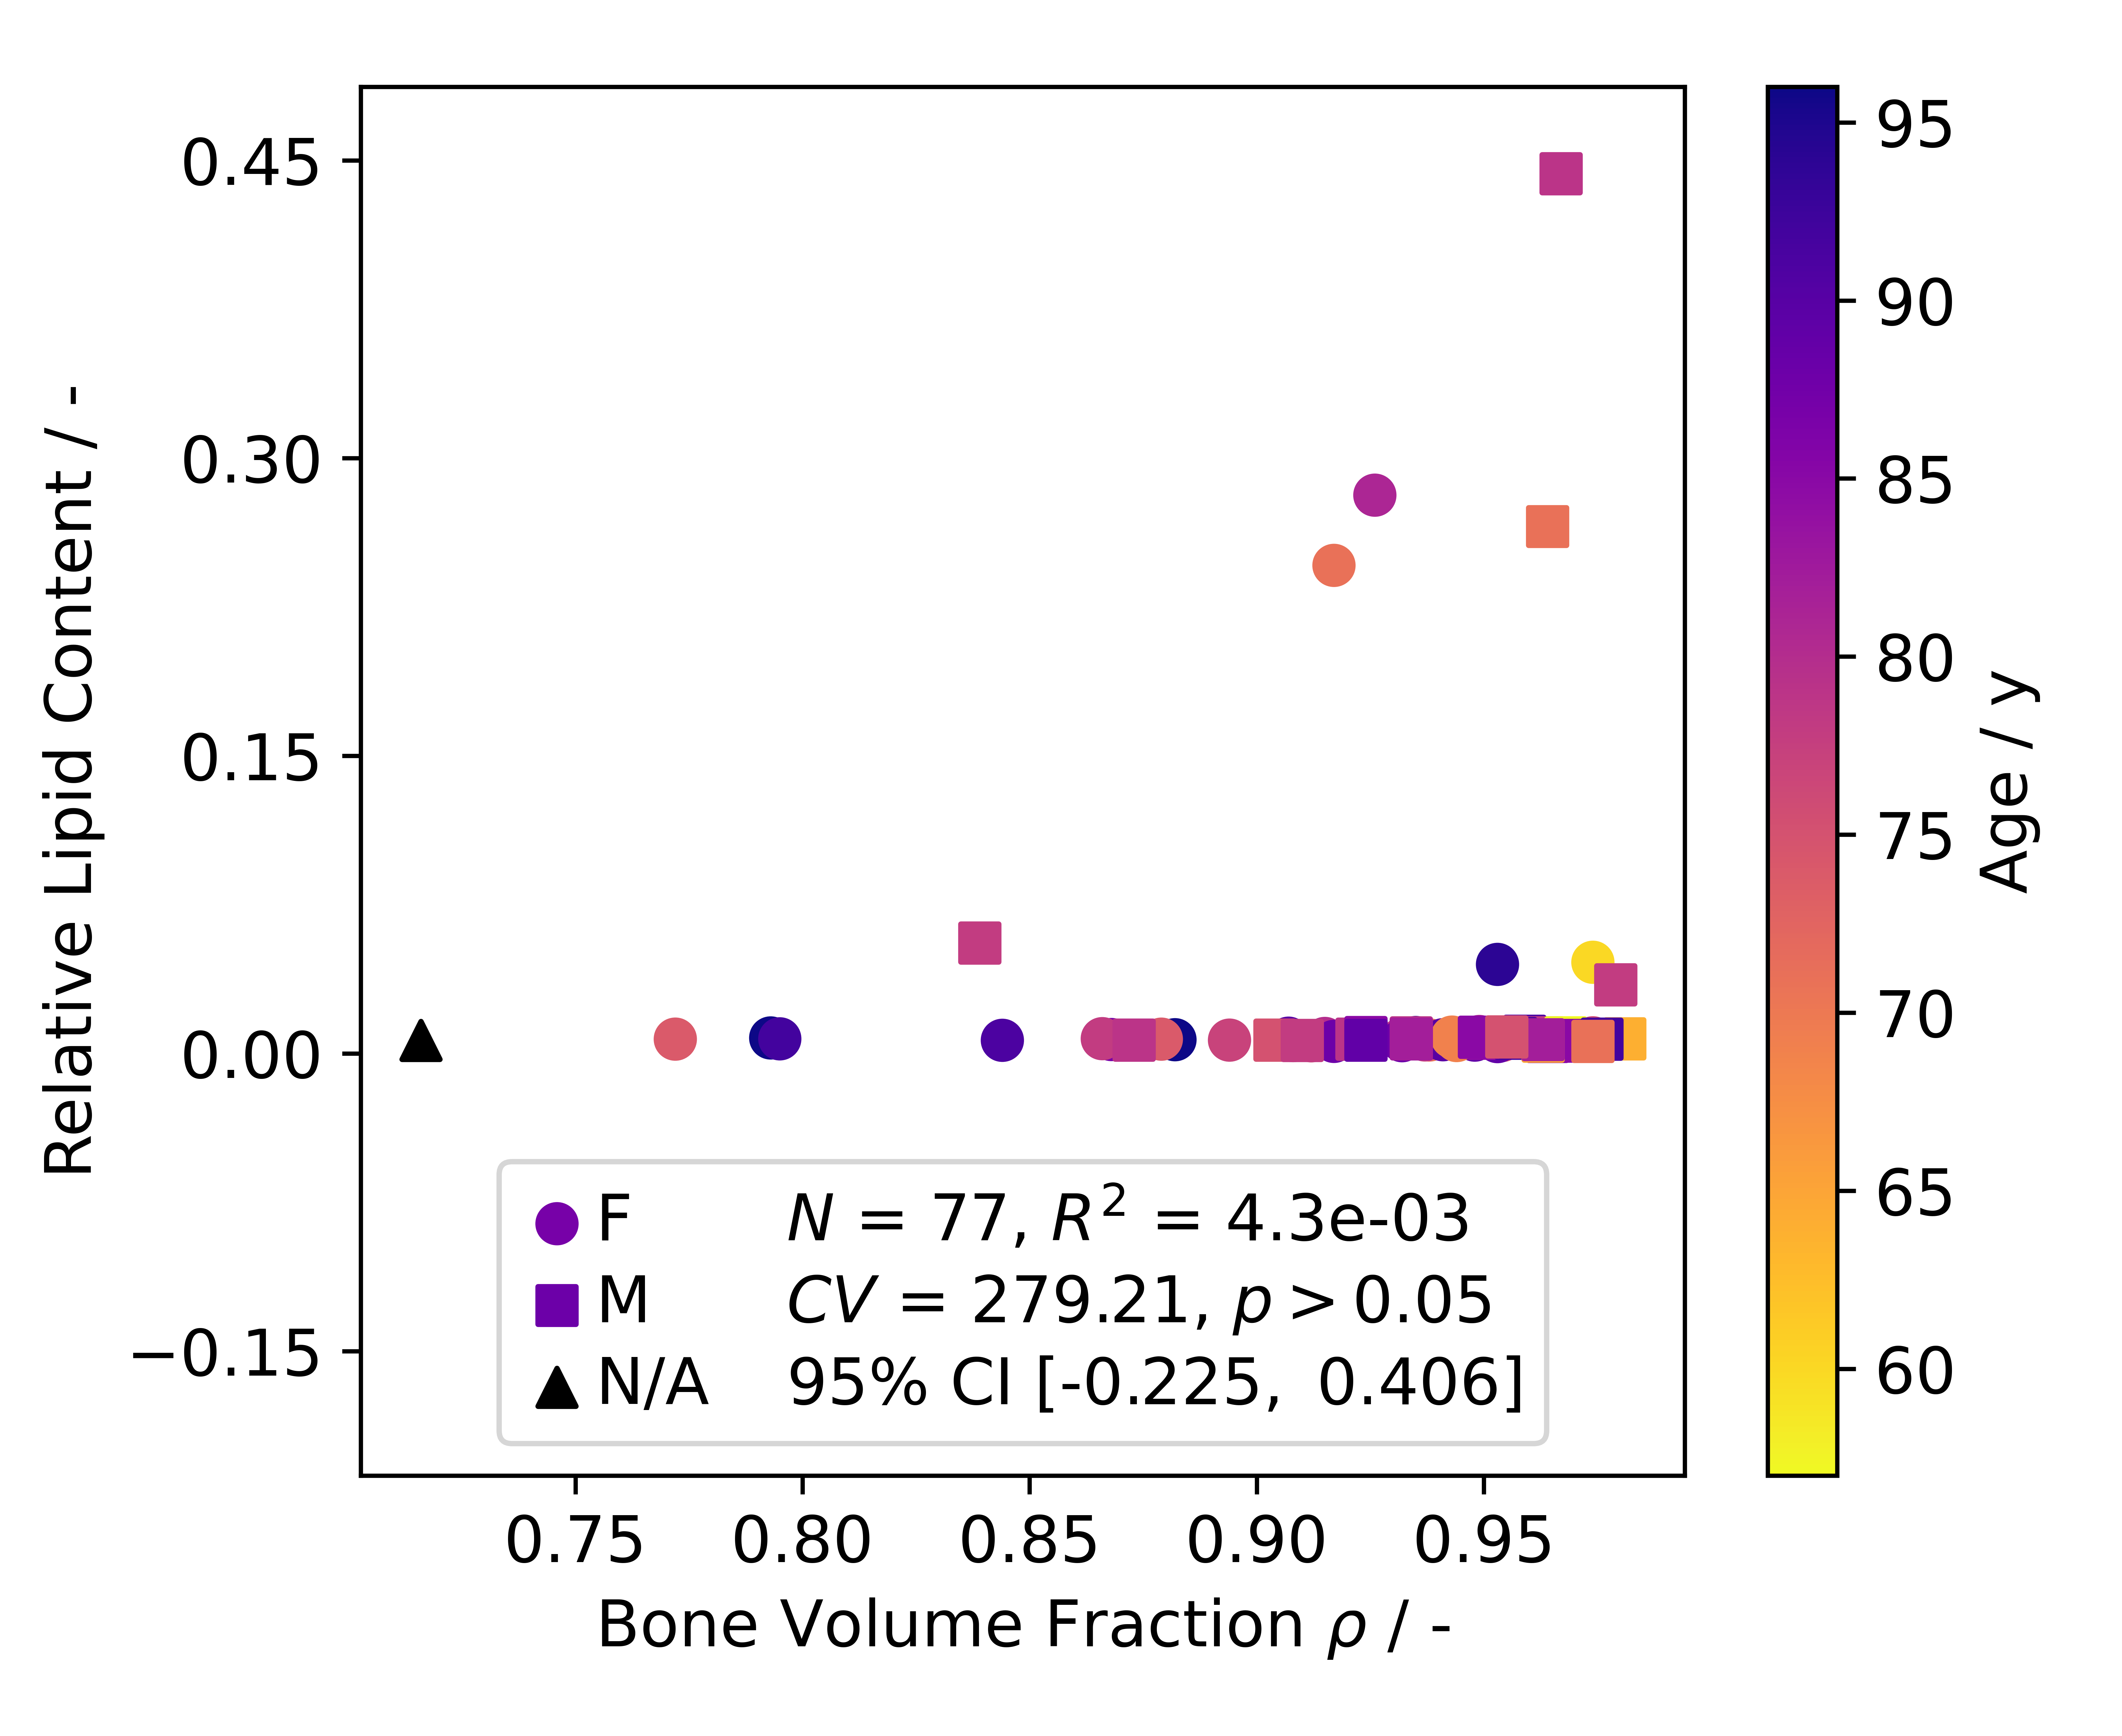 Relative Lipid Content / -
0.45
0.30
0.15
0.00
−0.15
F N = 77, R² = 4.3e-03
M CV = 279.21, p > 0.05
N/A 95% CI [-0.225, 0.406]
0.75 0.80 0.85 0.90 0.95
Bone Volume Fraction ρ / -
95
90
85
80
75
70
65
60
Age / y